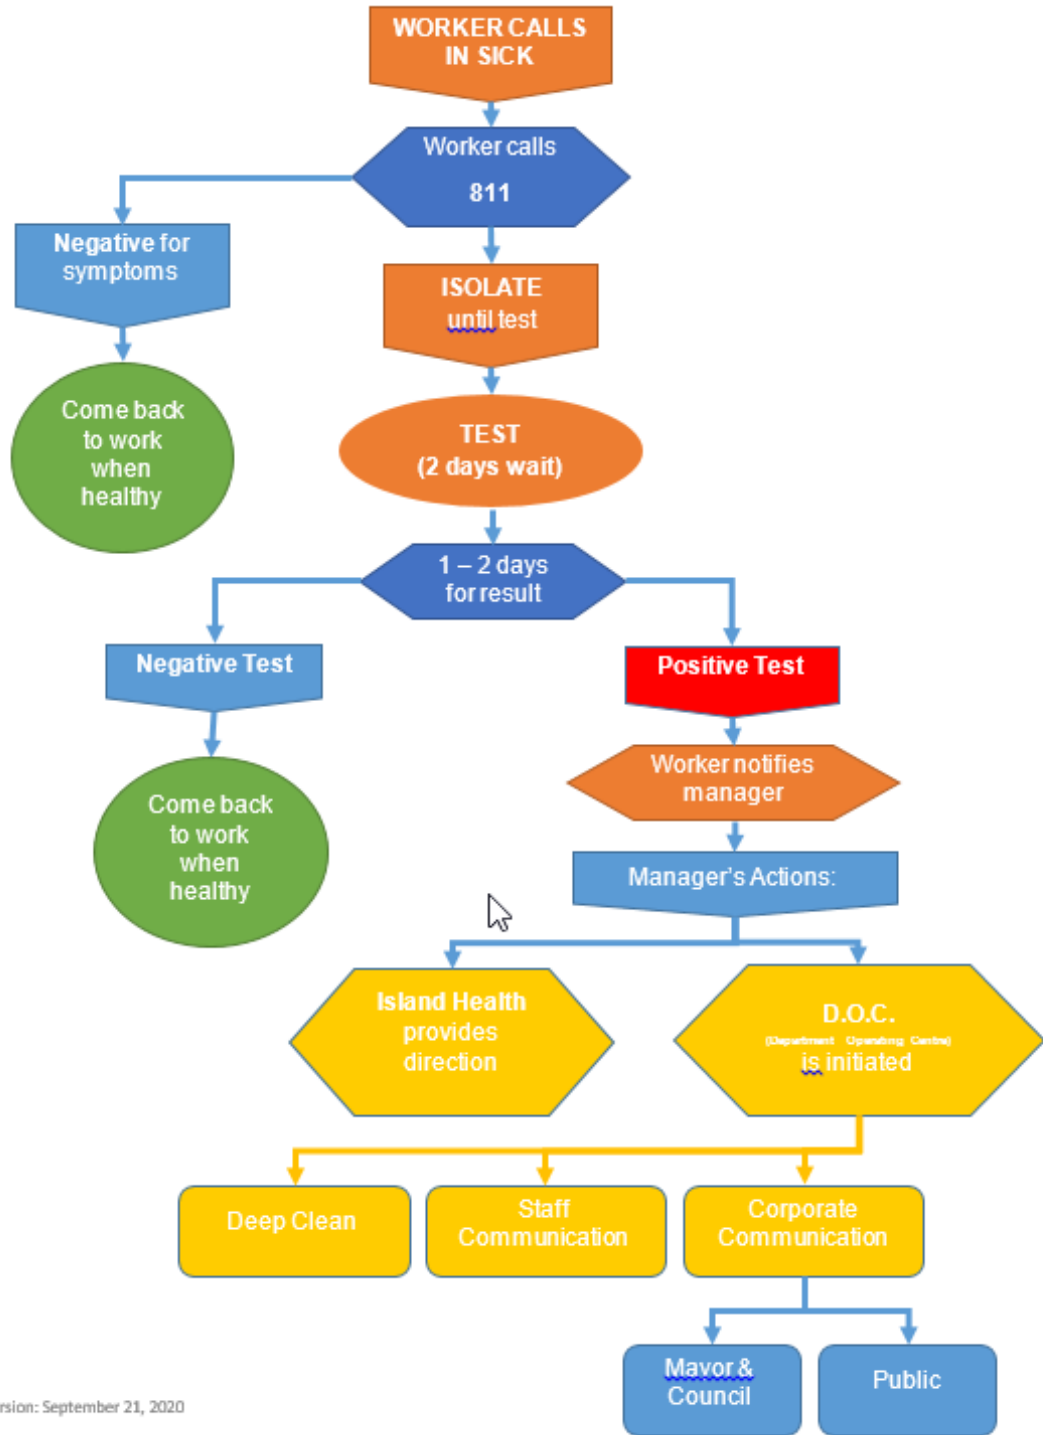 WORKER CALLS
IN SICK
Worker calls
811
Negative for
symptoms
ISOLATE
until test
Come back
to work
when
healthy
TEST
(2 days wait)
1 – 2 days
for result
Negative Test
Positive Test
Worker notifies
manager
Come back
to work
when
healthy
Manager's Actions:
Island Health
provides
direction
D.O.C.
(Department Operating Centre)
is initiated
Deep Clean
Staff
Communication
Corporate
Communication
Mayor &
Council
Public
rsion: September 21, 2020